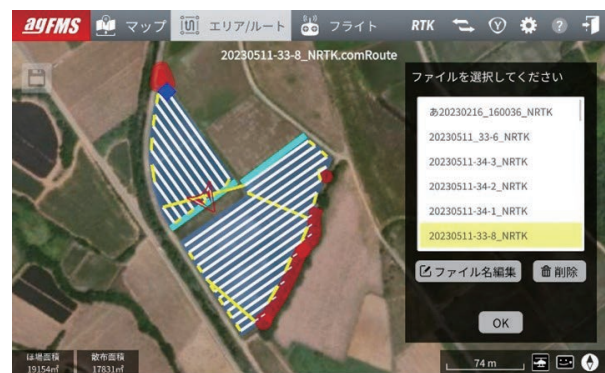 agFMS マップ エリア/ルート フライト RTK Y ?
20230511-33-8_NRTK.comRoute
ファイルを選択してください
あ20230216_160036_NRTK
20230511_33-6_NRTK
20230511-34-3_NRTK
20230511-34-2_NRTK
20230511-34-1_NRTK
20230511-33-8_NRTK
ファイル名編集 削除
OK
ほ場面積 散布面積
19154㎡ 17831㎡ 74 m